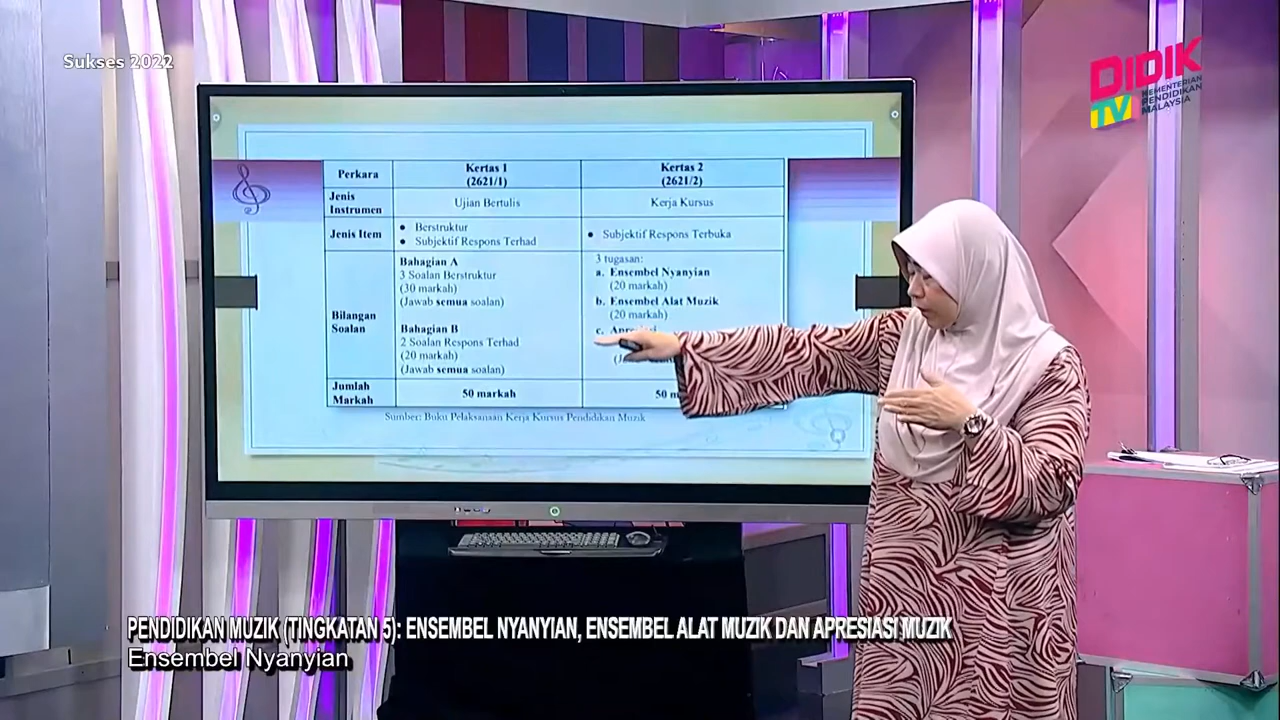 Sukses 2022
DIDIK
TV
KEMENTERIAN
PENDIDIKAN
MALAYSIA
Perkara
Kertas 1
(2621/1)
Kertas 2
(2621/2)
Jenis
Instrumen
Ujian Bertulis
Kerja Kursus
Jenis Item
● Berstruktur
● Subjektif Respons Terhad
● Subjektif Respons Terbuka
Bilangan
Soalan
Bahagian A
3 Soalan Berstruktur
(30 markah)
(Jawab semua soalan)
Bahagian B
2 Soalan Respons Terhad
(20 markah)
(Jawab semua soalan)
3 tugasan:
a. Ensembel Nyanyian
(20 markah)
b. Ensembel Alat Muzik
(20 markah)
c.
Jumlah
Markah
50 markah
50
Sumber: Buku Pelaksanaan Kerja Kursus Pendidikan Muzik
PENDIDIKAN MUZIK (TINGKATAN 5): ENSEMBEL NYANYIAN, ENSEMBEL ALAT MUZIK DAN APRESIASI MUZIK
Ensembel Nyanyian